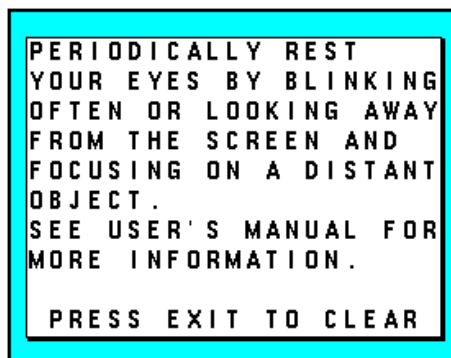 PERIODICALLY REST
YOUR EYES BY BLINKING
OFTEN OR LOOKING AWAY
FROM THE SCREEN AND
FOCUSING ON A DISTANT
OBJECT.
SEE USER'S MANUAL FOR
MORE INFORMATION.
PRESS EXIT TO CLEAR